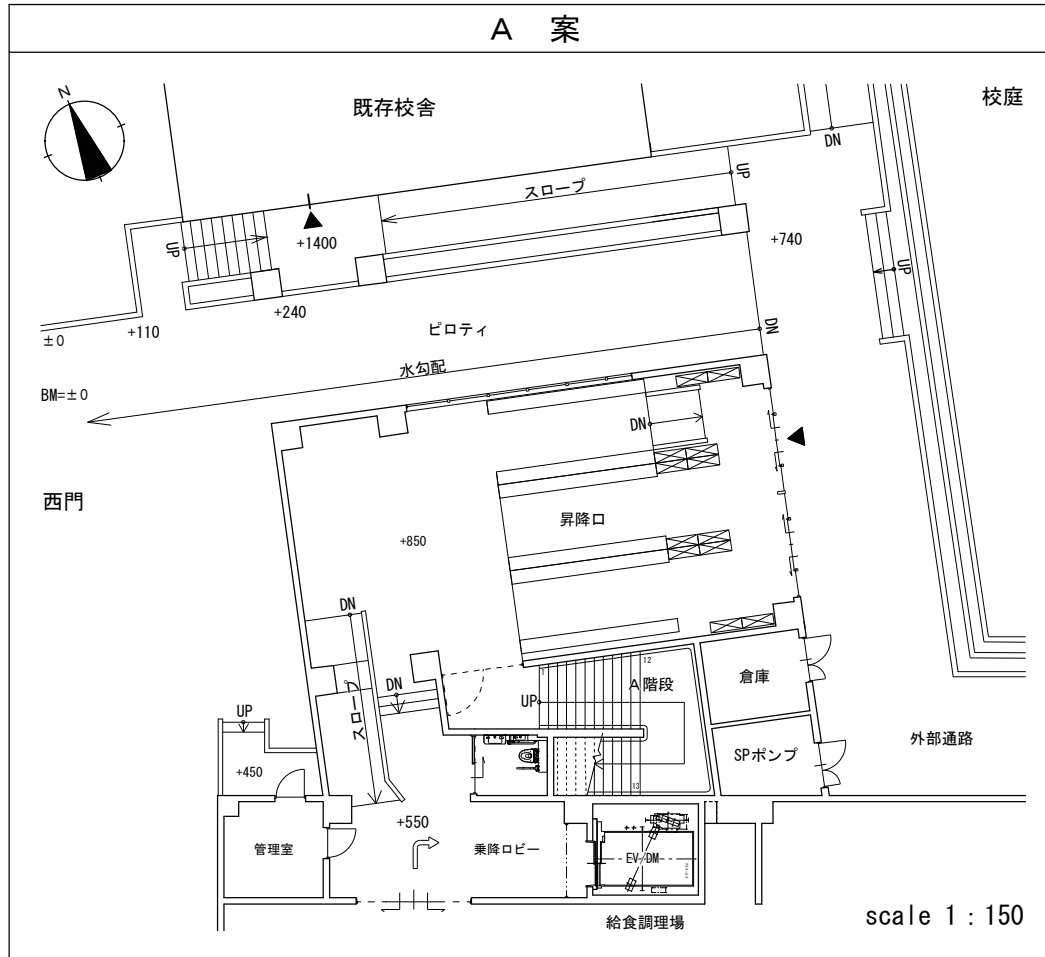 A 案
N
既存校舎
校庭
DN
UP
スロープ
UP
+1400
+740
UP
+240
+110
ピロティ
±0
DN
水勾配
BM=±0
DN
西門
昇降口
+850
DN
12
A階段
倉庫
DN
UP
1
スロープ
UP
外部通路
SPポンプ
+450
13
+550
管理室
乗降ロビー
EV DM
給食調理場
scale 1：150